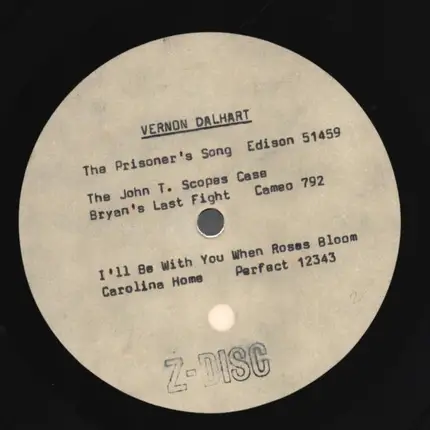 VERNON DALHART
The Prisoner's Song Edison 51459
The John T. Scopes Case
Bryan's Last Fight Cameo 792
I'll Be With You When Roses Bloom
Carolina Home Perfect 12343
Z-DISC